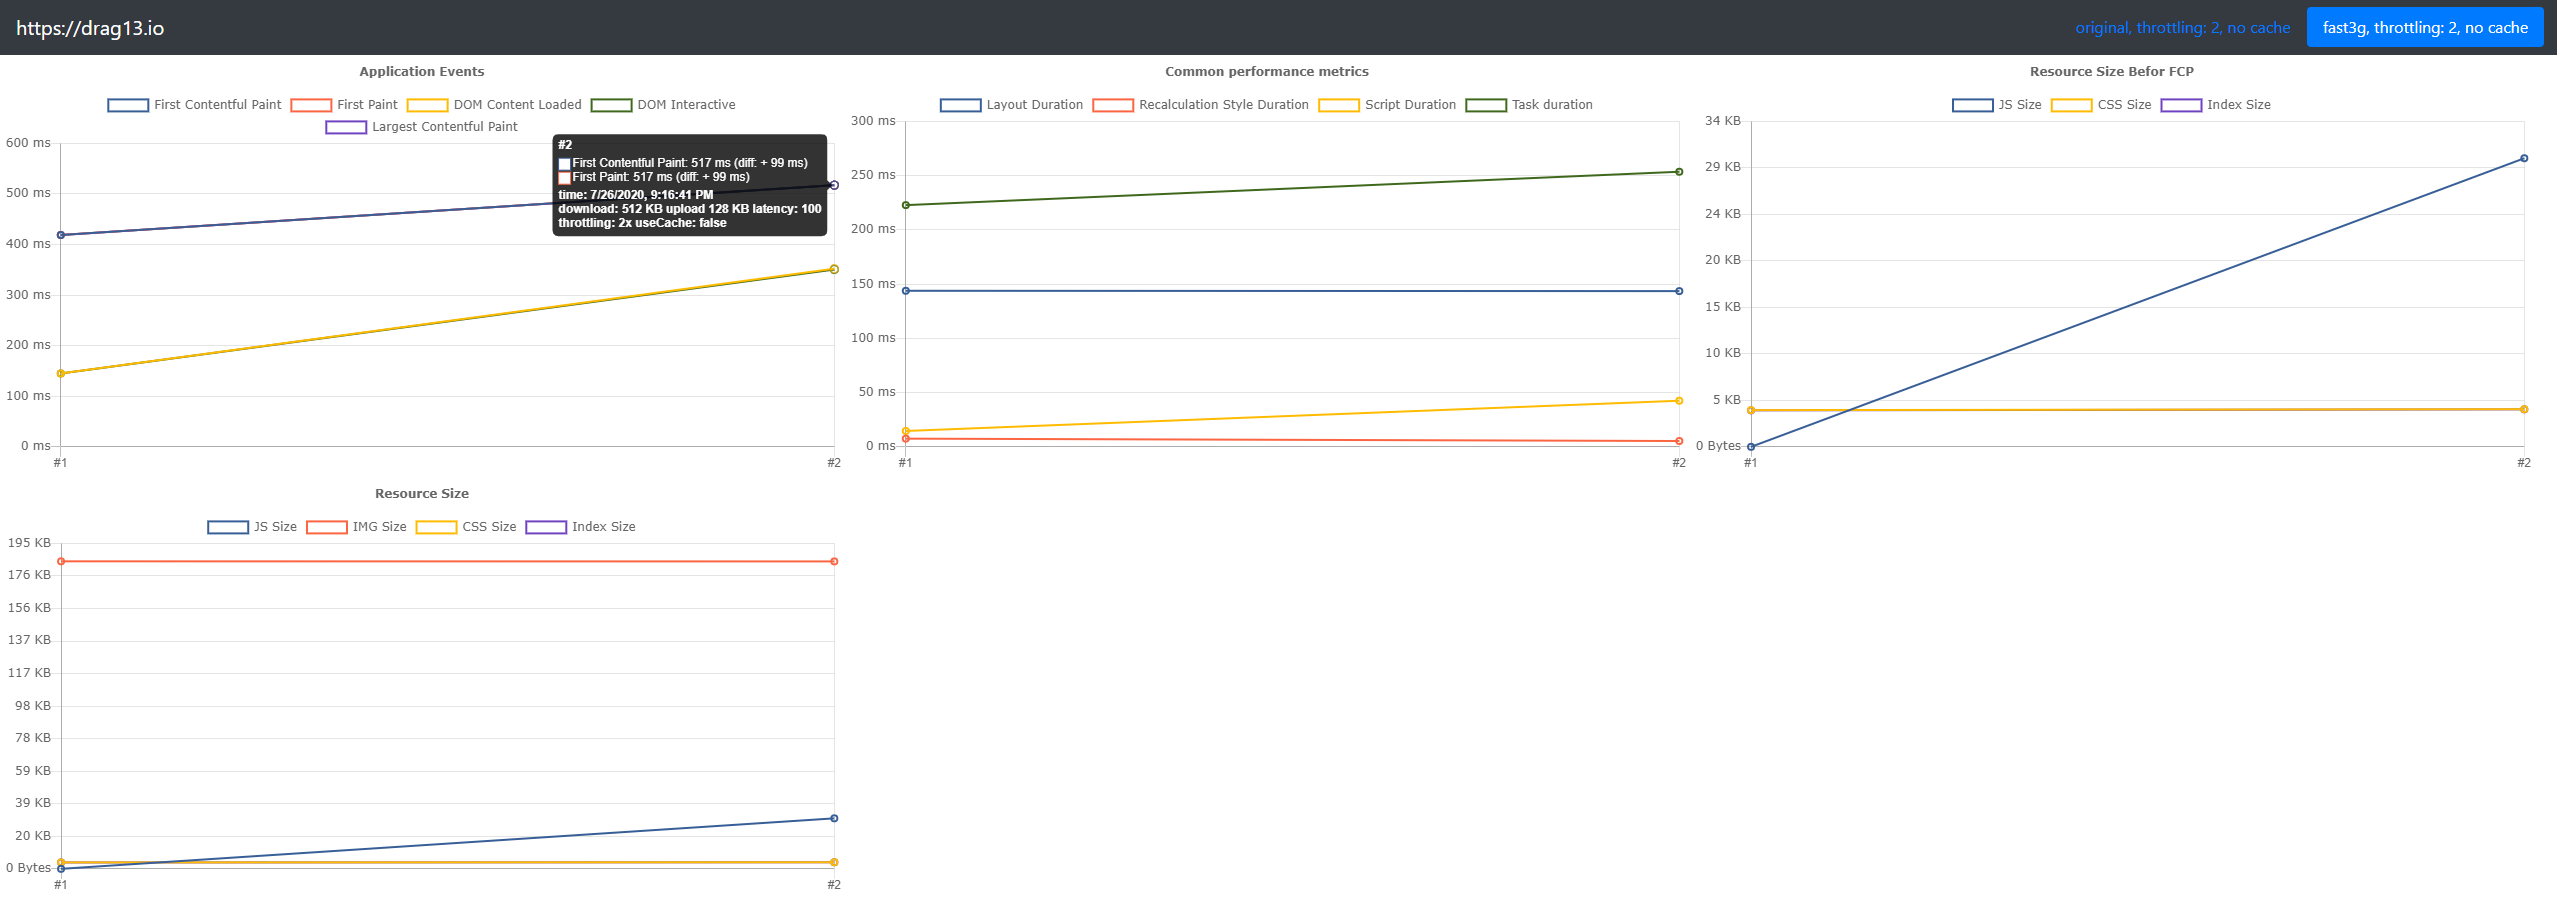 https://drag13.io
original, throttling: 2, no cache
fast3g, throttling: 2, no cache
Application Events
First Contentful Paint First Paint DOM Content Loaded DOM Interactive
Largest Contentful Paint
600 ms
500 ms
400 ms
300 ms
200 ms
100 ms
0 ms
#1 #2
#2
First Contentful Paint: 517 ms (diff: + 99 ms)
First Paint: 517 ms (diff: + 99 ms)
time: 7/26/2020, 9:16:41 PM
download: 512 KB upload 128 KB latency: 100
throttling: 2x useCache: false
Common performance metrics
Layout Duration Recalculation Style Duration Script Duration Task duration
300 ms
250 ms
200 ms
150 ms
100 ms
50 ms
0 ms
#1 #2
Resource Size Befor FCP
JS Size CSS Size Index Size
34 KB
29 KB
24 KB
20 KB
15 KB
10 KB
5 KB
0 Bytes
#1 #2
Resource Size
JS Size IMG Size CSS Size Index Size
195 KB
176 KB
156 KB
137 KB
117 KB
98 KB
78 KB
59 KB
39 KB
20 KB
0 Bytes
#1 #2